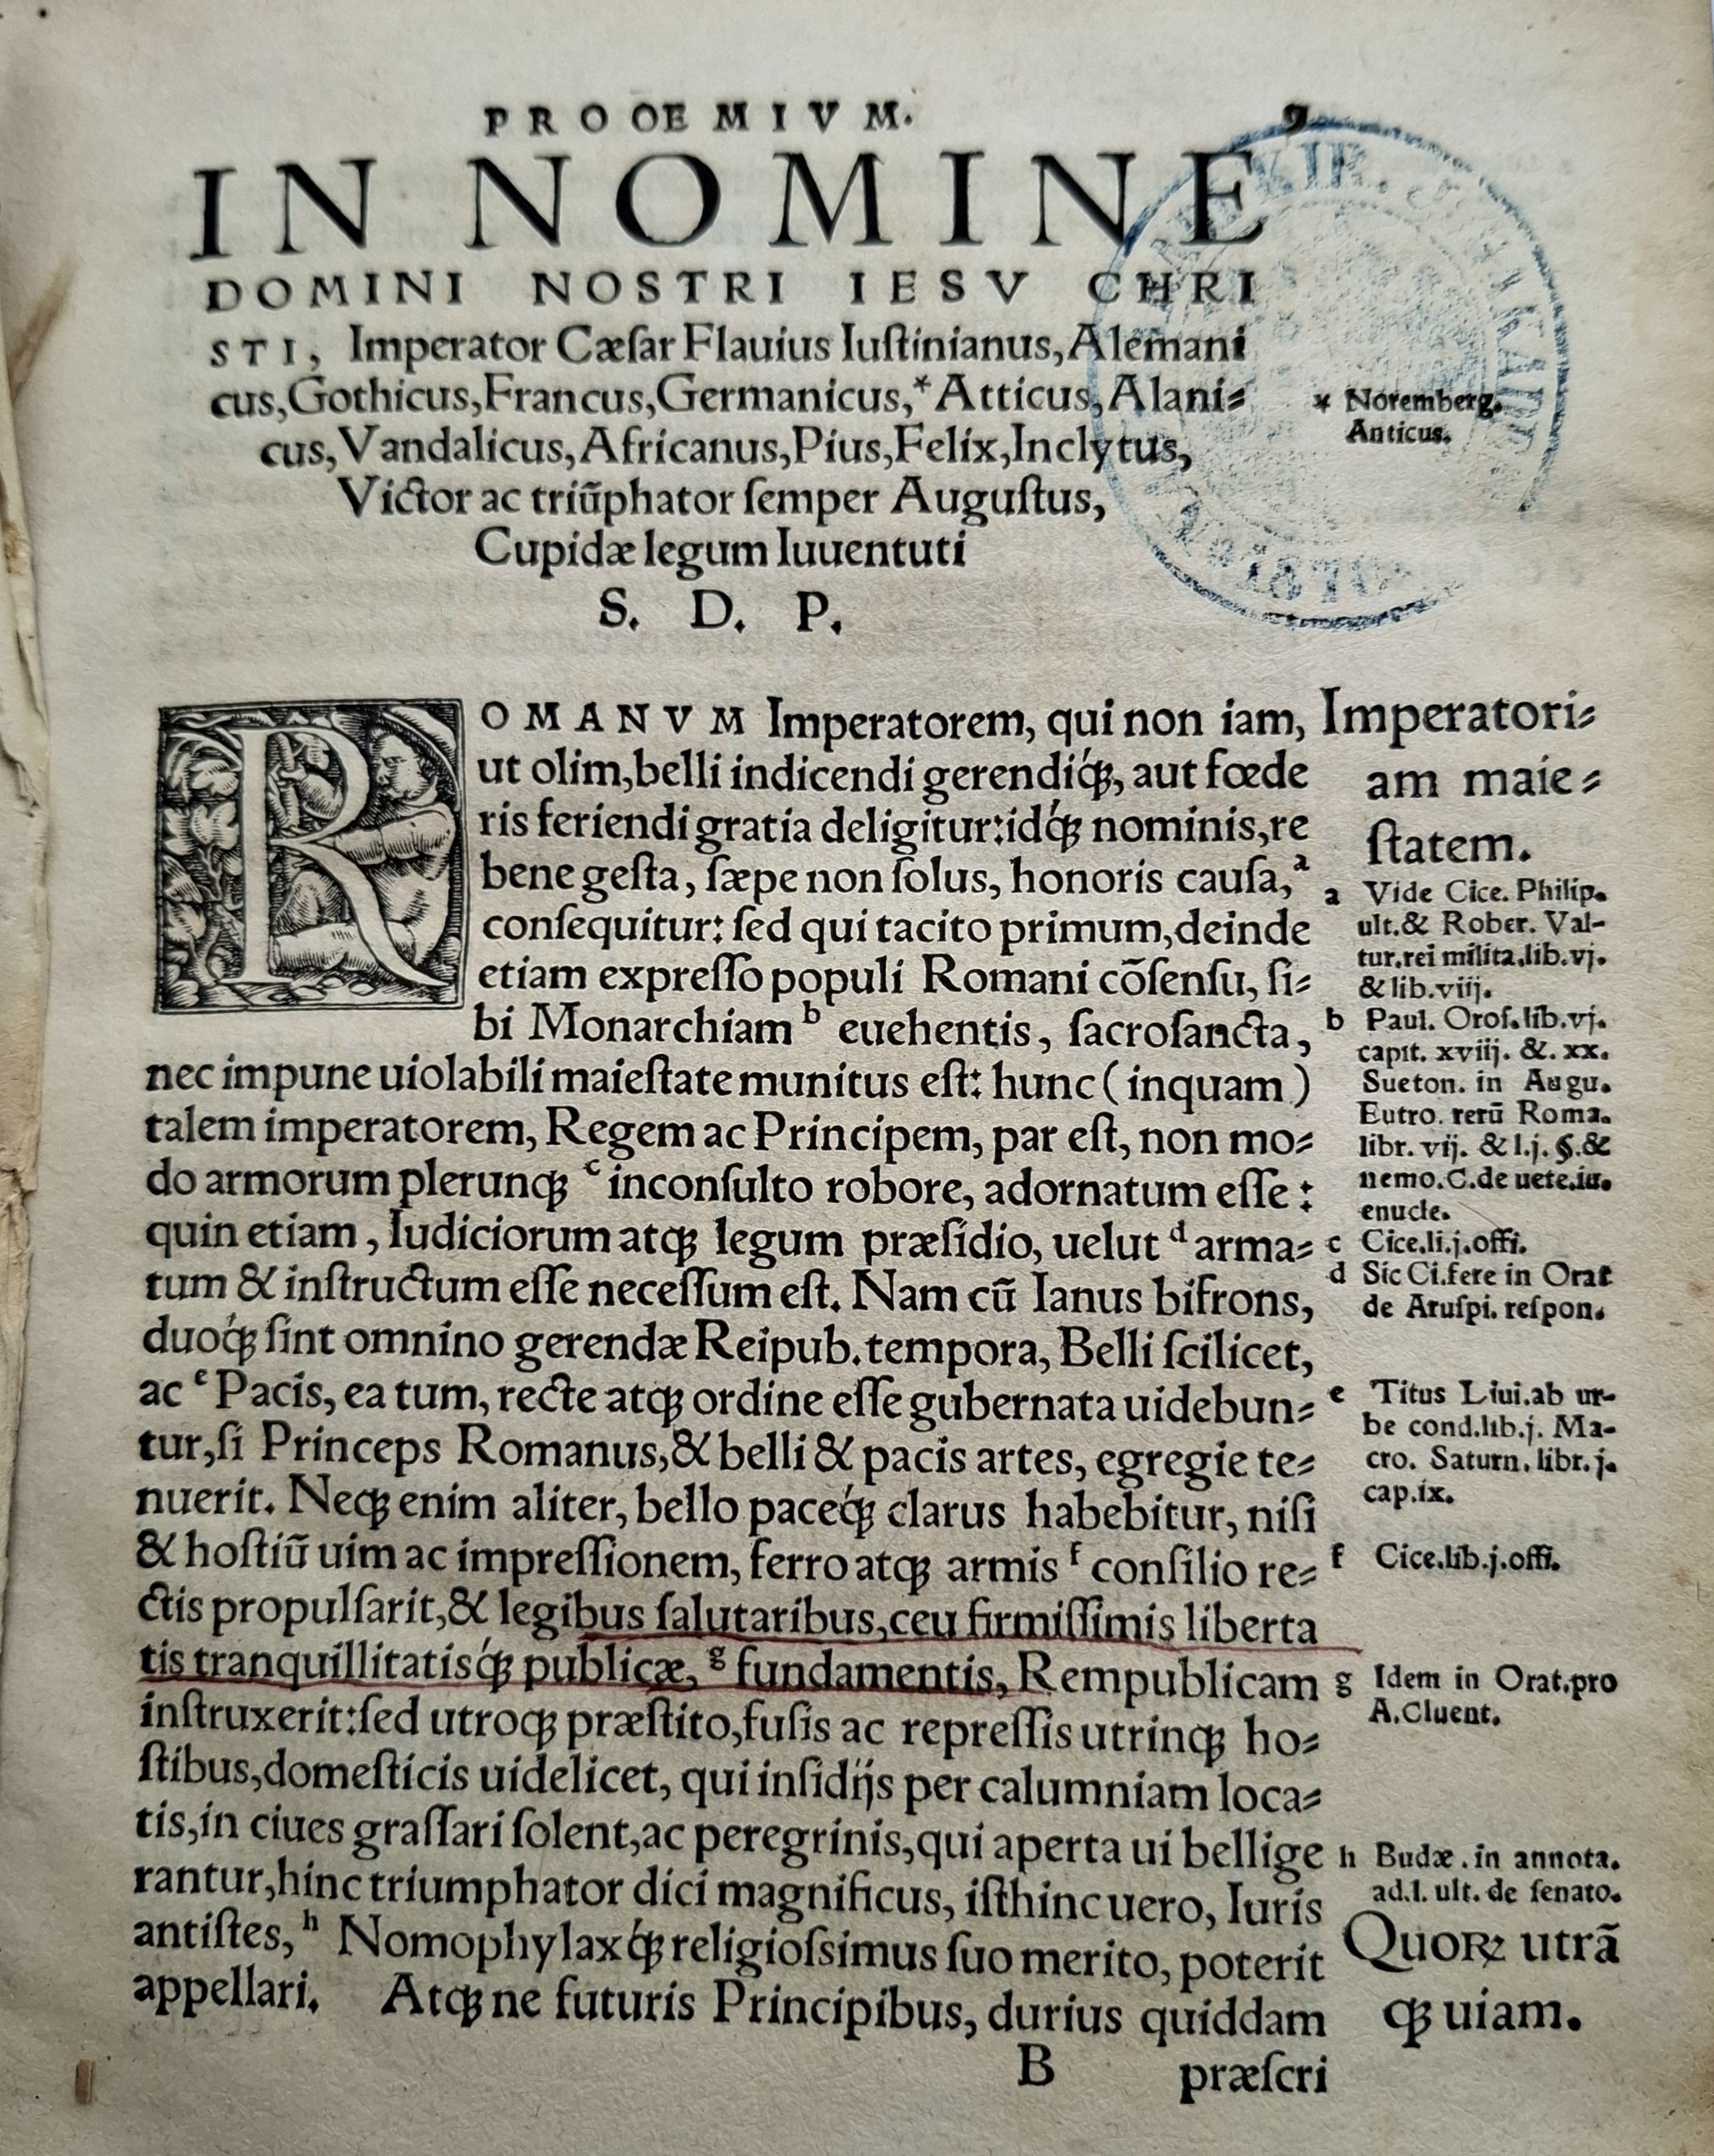 PROOEMIVM. 9
IN NOMINE
DOMINI NOSTRI IESV CHRI
STI, Imperator Cæſar Flauius Iuſtinianus, Alemani
cus, Gothicus, Francus, Germanicus, * Atticus, Alani⸗
cus, Vandalicus, Africanus, Pius, Felix, Inclytus,
Victor ac triũphator ſemper Auguſtus,
Cupidæ legum Iuuentuti
S. D. P.
* Noremberg.
Anticus.
ROMANVM Imperatorem, qui non iam,
ut olim, belli indicendi gerendiq́ꝫ, aut fœde
ris feriendi gratia deligitur: idq́ꝫ nominis, re
bene geſta, ſæpe non ſolus, honoris cauſa, a
conſequitur: ſed qui tacito primum, deinde
etiam expreſſo populi Romani cõſenſu, ſi⸗
bi Monarchiam b euehentis, ſacroſancta,
nec impune uiolabili maieſtate munitus eſt: hunc (inquam)
talem imperatorem, Regem ac Principem, par eſt, non mo⸗
do armorum plerunqꝫ c inconſulto robore, adornatum eſſe:
quin etiam, Iudiciorum atqꝫ legum præſidio, uelut d arma⸗
tum & inſtructum eſſe neceſſum eſt. Nam cũ Ianus bifrons,
duoq́ꝫ ſint omnino gerendæ Reipub. tempora, Belli ſcilicet,
ac e Pacis, ea tum, recte atqꝫ ordine eſſe gubernata uidebun⸗
tur, ſi Princeps Romanus, & belli & pacis artes, egregie te⸗
nuerit. Neqꝫ enim aliter, bello paceq́ꝫ clarus habebitur, niſi
& hoſtiũ uim ac impreſſionem, ferro atqꝫ armis f conſilio re⸗
ctis propulſarit, & legibus ſalutaribus, ceu firmiſſimis liberta
tis tranquillitatisq́ꝫ publicæ, g fundamentis, Rempublicam
inſtruxerit: ſed utroqꝫ præſtito, fuſis ac repreſſis utrinqꝫ ho⸗
ſtibus, domeſticis uidelicet, qui inſidijs per calumniam loca⸗
tis, in ciues graſſari ſolent, ac peregrinis, qui aperta ui bellige
rantur, hinc triumphator dici magnificus, iſthinc uero, Iuris
antiſtes, h Nomophylaxq́ꝫ religioſsimus ſuo merito, poterit
appellari. Atqꝫ ne futuris Principibus, durius quiddam
B præſcri
Imperatori⸗
am maie⸗
ſtatem.
a Vide Cice. Philip.
ult. & Rober. Val-
tur. rei milita. lib. vj.
& lib. viij.
b Paul. Oroſ. lib. vj.
capit. xviij. &. xx.
Sueton. in Augu.
Eutro. rerũ Roma.
libr. vij. & l. j. §. &
nemo. C. de uete. iu.
enucle.
c Cice. li. j. offi.
d Sic Ci. fere in Orat
de Aruſpi. reſpon.
e Titus Liui. ab ur-
be cond. lib. j. Ma-
cro. Saturn. libr. j.
cap. ix.
f Cice. lib. j. offi.
g Idem in Orat. pro
A. Cluent.
h Budæ. in annota.
ad. l. ult. de ſenato.
Quoꝝ utrã
qꝫ uiam.